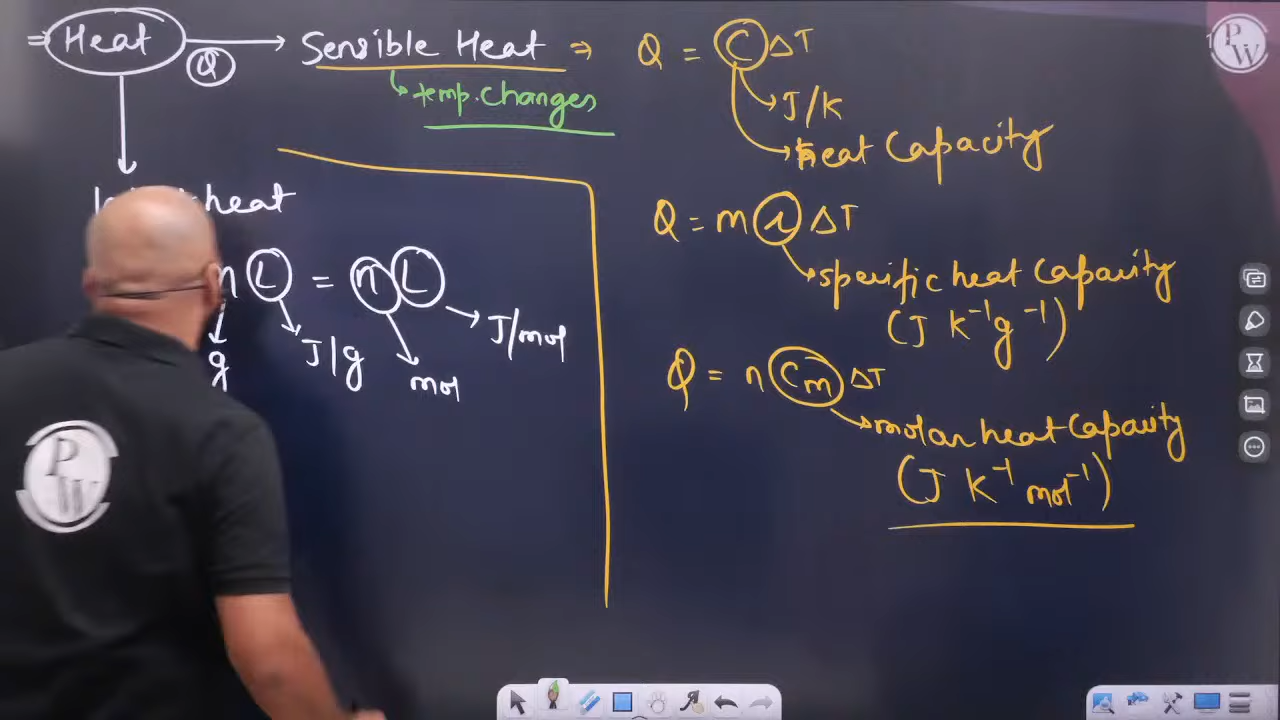 ⇒ Heat
Q
→ Sensible Heat ⇒ Q = C ΔT
↳ temp. changes
→ J/K
→ heat Capacity
heat
L = n L
→ J/mol
g
J/g
mol
Q = m s ΔT
→ specific heat Capacity
(J K⁻¹ g⁻¹)
Q = n Cm ΔT
→ molar heat Capacity
(J K⁻¹ mol⁻¹)
PW
PW